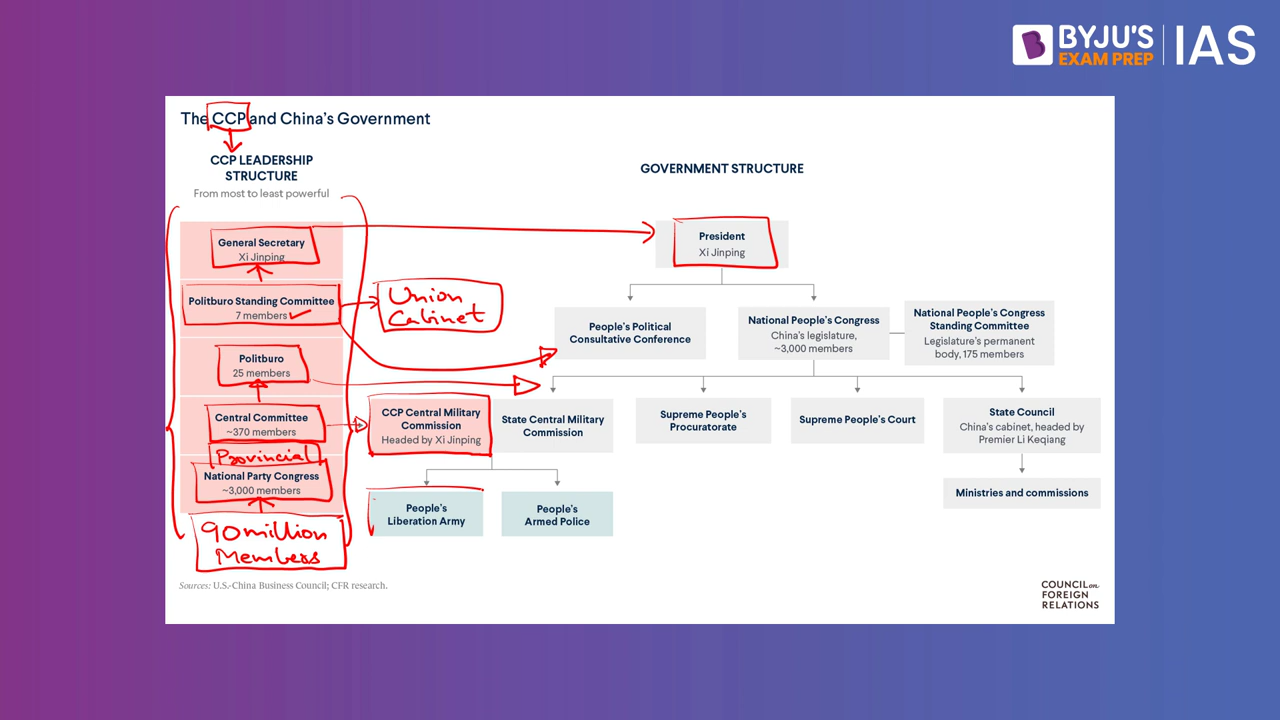 BYJU'S
EXAM PREP
IAS
The CCP and China's Government
CCP LEADERSHIP
STRUCTURE
From most to least powerful
GOVERNMENT STRUCTURE
General Secretary
Xi Jinping
President
Xi Jinping
Politburo Standing Committee
7 members
Union
Cabinet
People's Political
Consultative Conference
National People's Congress
China's legislature,
~3,000 members
National People's Congress
Standing Committee
Legislature's permanent
body, 175 members
Politburo
25 members
Central Committee
~370 members
CCP Central Military
Commission
Headed by Xi Jinping
State Central Military
Commission
Supreme People's
Procuratorate
Supreme People's Court
State Council
China's cabinet, headed by
Premier Li Keqiang
Provincial
National Party Congress
~3,000 members
People's
Liberation Army
People's
Armed Police
Ministries and commissions
90 million
Members
Sources: U.S.-China Business Council; CFR research.
COUNCIL on
FOREIGN
RELATIONS